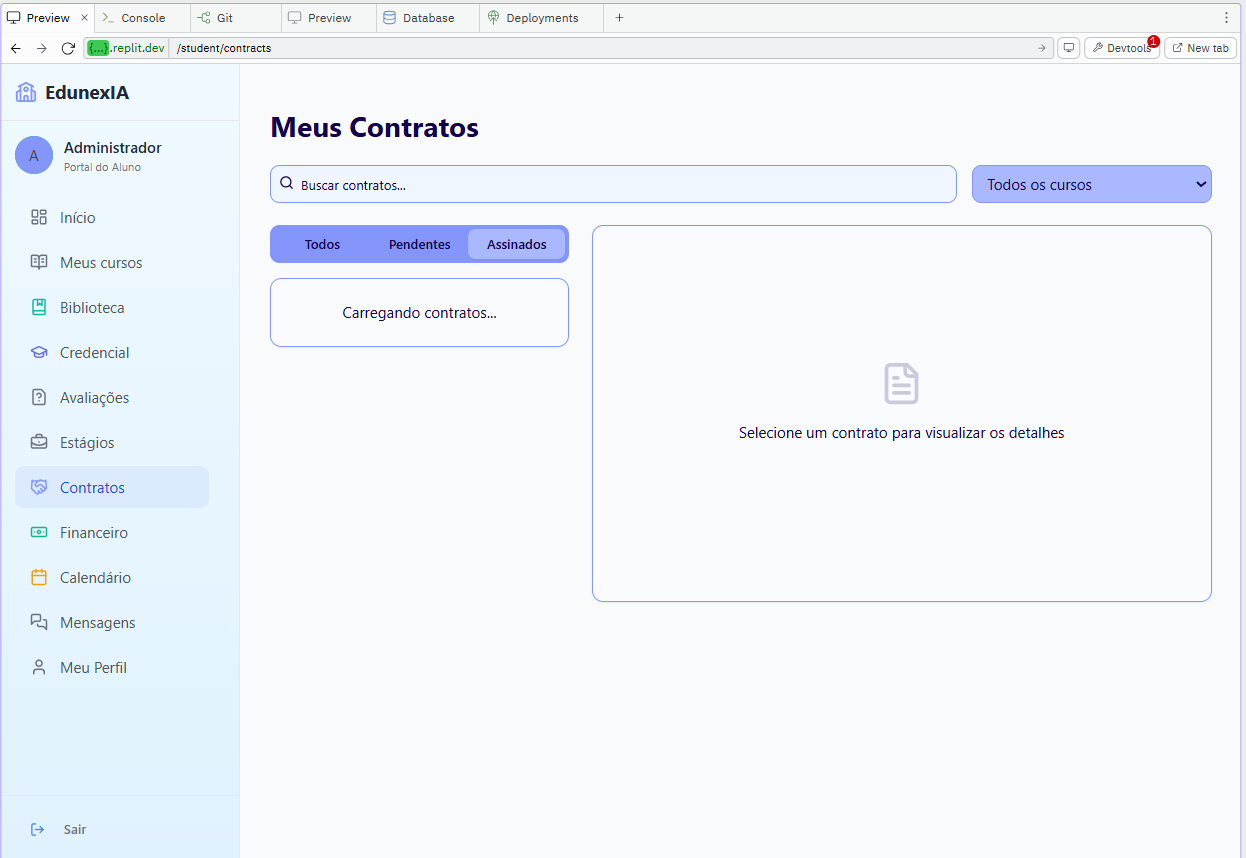 Preview × Console Git Preview Database Deployments +
{...}.replit.dev /student/contracts Devtools 1 New tab
EdunexIA
A
Administrador
Portal do Aluno
Início
Meus cursos
Biblioteca
Credencial
Avaliações
Estágios
Contratos
Financeiro
Calendário
Mensagens
Meu Perfil
Sair
Meus Contratos
Buscar contratos... Todos os cursos
Todos Pendentes Assinados
Carregando contratos...
Selecione um contrato para visualizar os detalhes